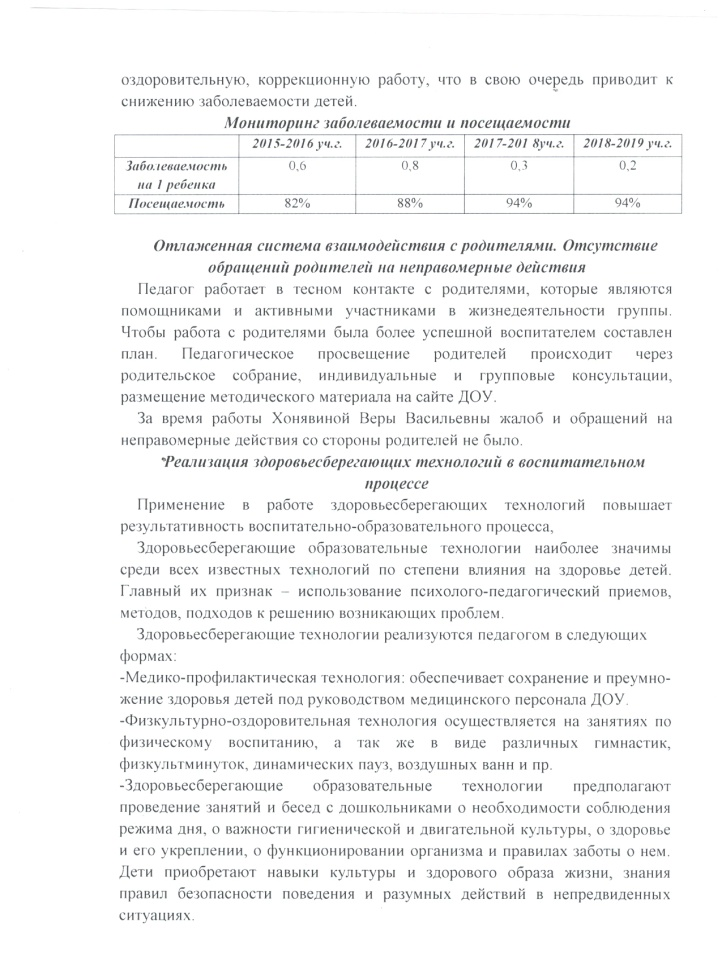 оздоровительную, коррекционную работу, что в свою очередь приводит к
снижению заболеваемости детей.
Мониторинг заболеваемости и посещаемости
2015-2016 уч.г. 2016-2017 уч.г. 2017-201 8уч.г. 2018-2019 уч.г.
Заболеваемость 0,6 0,8 0,3 0,2
на 1 ребенка
Посещаемость 82% 88% 94% 94%
Отлаженная система взаимодействия с родителями. Отсутствие
обращений родителей на неправомерные действия
Педагог работает в тесном контакте с родителями, которые являются
помощниками и активными участниками в жизнедеятельности группы.
Чтобы работа с родителями была более успешной воспитателем составлен
план. Педагогическое просвещение родителей происходит через
родительское собрание, индивидуальные и групповые консультации,
размещение методического материала на сайте ДОУ.
За время работы Хонявиной Веры Васильевны жалоб и обращений на
неправомерные действия со стороны родителей не было.
Реализация здоровьесберегающих технологий в воспитательном
процессе
Применение в работе здоровьесберегающих технологий повышает
результативность воспитательно-образовательного процесса,
Здоровьесберегающие образовательные технологии наиболее значимы
среди всех известных технологий по степени влияния на здоровье детей.
Главный их признак – использование психолого-педагогический приемов,
методов, подходов к решению возникающих проблем.
Здоровьесберегающие технологии реализуются педагогом в следующих
формах:
-Медико-профилактическая технология: обеспечивает сохранение и преумно-
жение здоровья детей под руководством медицинского персонала ДОУ.
-Физкультурно-оздоровительная технология осуществляется на занятиях по
физическому воспитанию, а так же в виде различных гимнастик,
физкультминуток, динамических пауз, воздушных ванн и пр.
-Здоровьесберегающие образовательные технологии предполагают
проведение занятий и бесед с дошкольниками о необходимости соблюдения
режима дня, о важности гигиенической и двигательной культуры, о здоровье
и его укреплении, о функционировании организма и правилах заботы о нем.
Дети приобретают навыки культуры и здорового образа жизни, знания
правил безопасности поведения и разумных действий в непредвиденных
ситуациях.